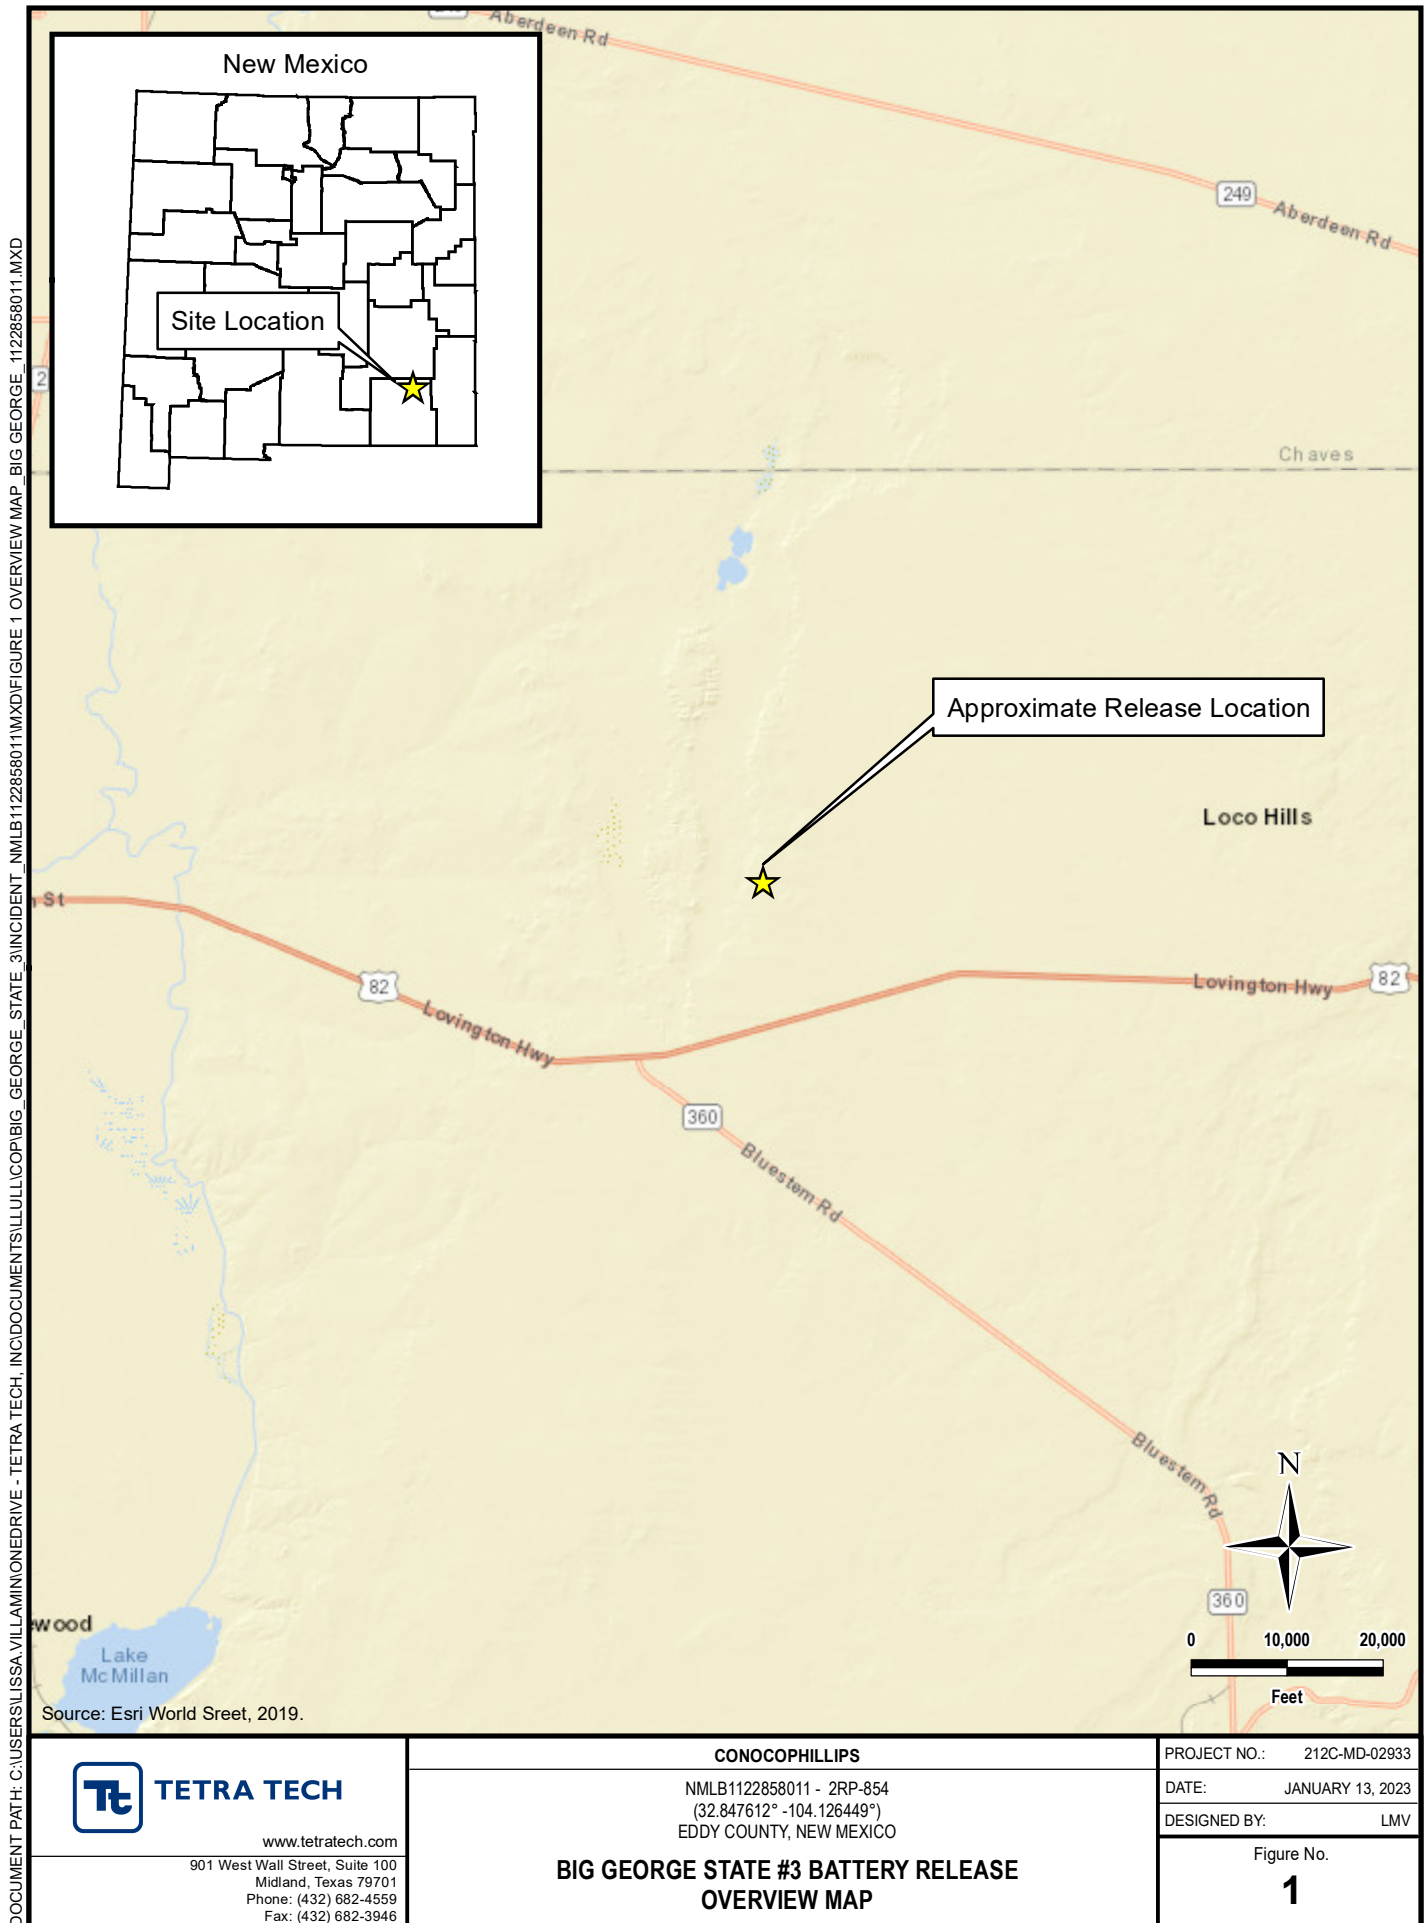 Aberdeen Rd
New Mexico
249
Aberdeen Rd
Site Location
2
Chaves
Approximate Release Location
Loco Hills
St
82
Lovington Hwy
Lovington Hwy
82
360
Bluestem Rd
Bluestem Rd
N
360
0 10,000 20,000
Feet
ewood
Lake
McMillan
Source: Esri World Sreet, 2019.
DOCUMENT PATH: C:\USERS\LISSA.VILLAMIN\ONEDRIVE - TETRA TECH, INC\DOCUMENTS\LLULL\COP\BIG_GEORGE_STATE_3\INCIDENT_NMLB1122858011\MXD\FIGURE 1 OVERVIEW MAP_BIG GEORGE_1122858011.MXD
Tt TETRA TECH
www.tetratech.com
901 West Wall Street, Suite 100
Midland, Texas 79701
Phone: (432) 682-4559
Fax: (432) 682-3946
CONOCOPHILLIPS
NMLB1122858011 - 2RP-854
(32.847612° -104.126449°)
EDDY COUNTY, NEW MEXICO
BIG GEORGE STATE #3 BATTERY RELEASE
OVERVIEW MAP
PROJECT NO.: 212C-MD-02933
DATE: JANUARY 13, 2023
DESIGNED BY: LMV
Figure No.
1